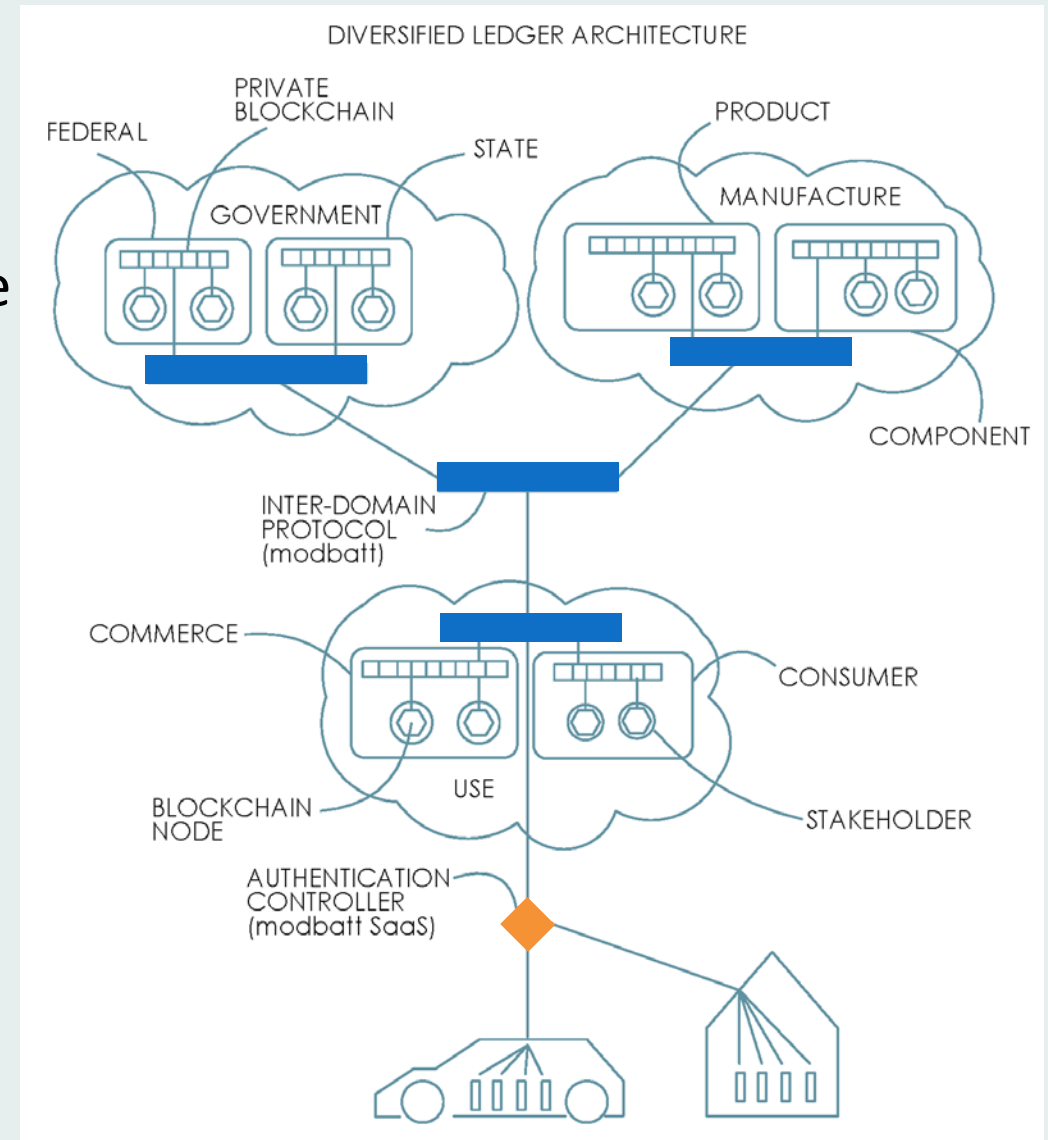 DIVERSIFIED LEDGER ARCHITECTURE
PRIVATE
BLOCKCHAIN
FEDERAL
STATE
PRODUCT
GOVERNMENT
MANUFACTURE
e
COMPONENT
INTER-DOMAIN
PROTOCOL
(modbatt)
COMMERCE
CONSUMER
USE
BLOCKCHAIN
NODE
STAKEHOLDER
AUTHENTICATION
CONTROLLER
(modbatt SaaS)